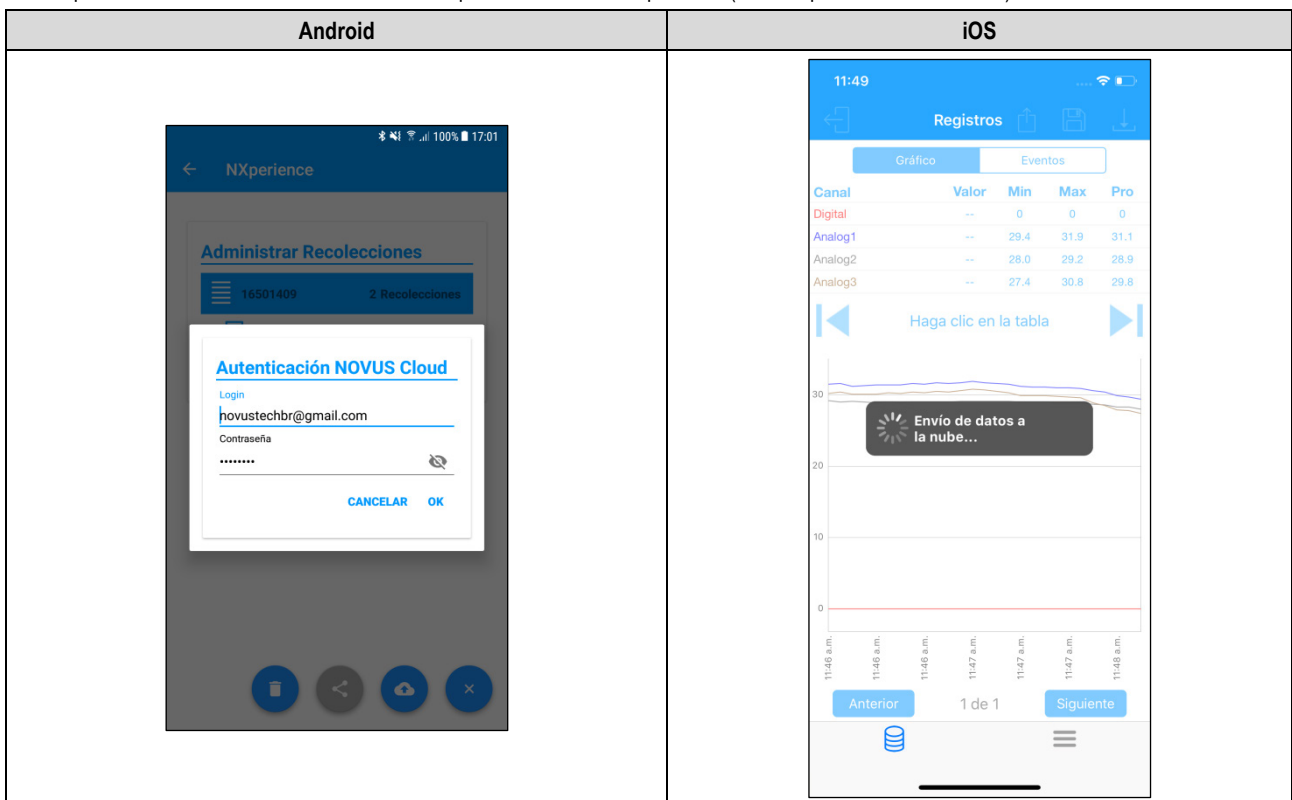 Android
iOS
100% 17:01
NXperience
Administrar Recolecciones
16501409 2 Recolecciones
Autenticación NOVUS Cloud
Login
novustechbr@gmail.com
Contraseña
••••••••
CANCELAR OK
11:49
Registros
Gráfico Eventos
Canal Valor Min Max Pro
Digital -- 0 0 0
Analog1 -- 29.4 31.9 31.1
Analog2 -- 28.0 29.2 28.9
Analog3 -- 27.4 30.8 29.8
Haga clic en la tabla
30
Envío de datos a
la nube...
20
10
0
11:46 a.m.
11:46 a.m.
11:46 a.m.
11:47 a.m.
11:47 a.m.
11:47 a.m.
11:48 a.m.
Anterior 1 de 1 Siguiente